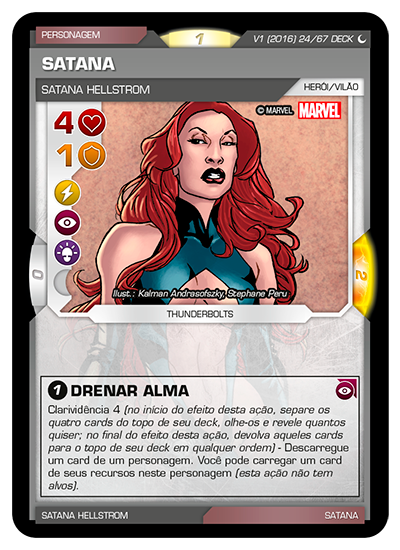 PERSONAGEM
1
V1 (2016) 24/67 DECK
SATANA
SATANA HELLSTROM
HERÓI/VILÃO
© MARVEL MARVEL
4
1
0
2
Ilust.: Kalman Andrasofszky, Stephane Peru
THUNDERBOLTS
1 DRENAR ALMA
Clarividência 4 (no início do efeito desta ação, separe os
quatro cards do topo de seu deck, olhe-os e revele quantos
quiser; no final do efeito desta ação, devolva aqueles cards
para o topo de seu deck em qualquer ordem) - Descarregue
um card de um personagem. Você pode carregar um card
de seus recursos neste personagem (esta ação não tem
alvos).
SATANA HELLSTROM
SATANA